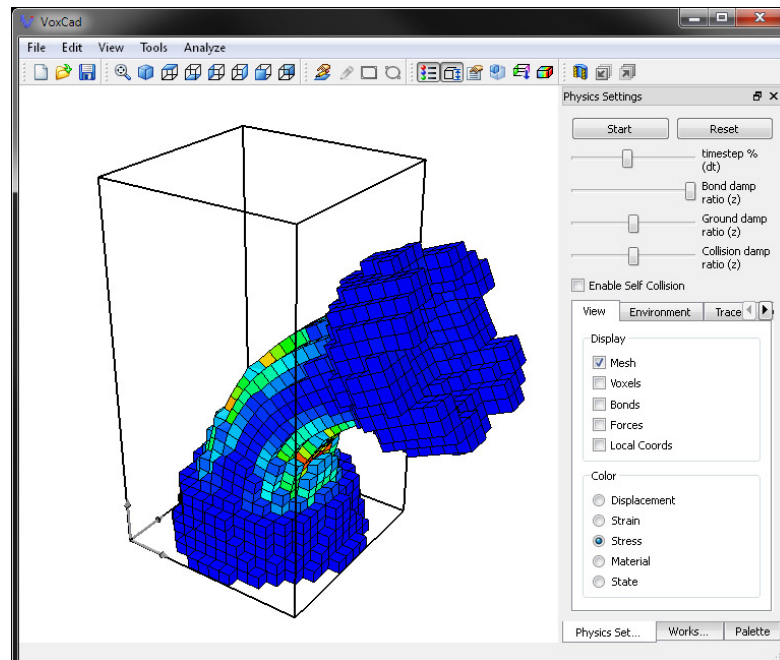 VoxCad
File Edit View Tools Analyze
Physics Settings
Start Reset
timestep %
(dt)
Bond damp
ratio (z)
Ground damp
ratio (z)
Collision damp
ratio (z)
Enable Self Collision
View Environment Trace
Display
Mesh
Voxels
Bonds
Forces
Local Coords
Color
Displacement
Strain
Stress
Material
State
Physics Set... Works... Palette